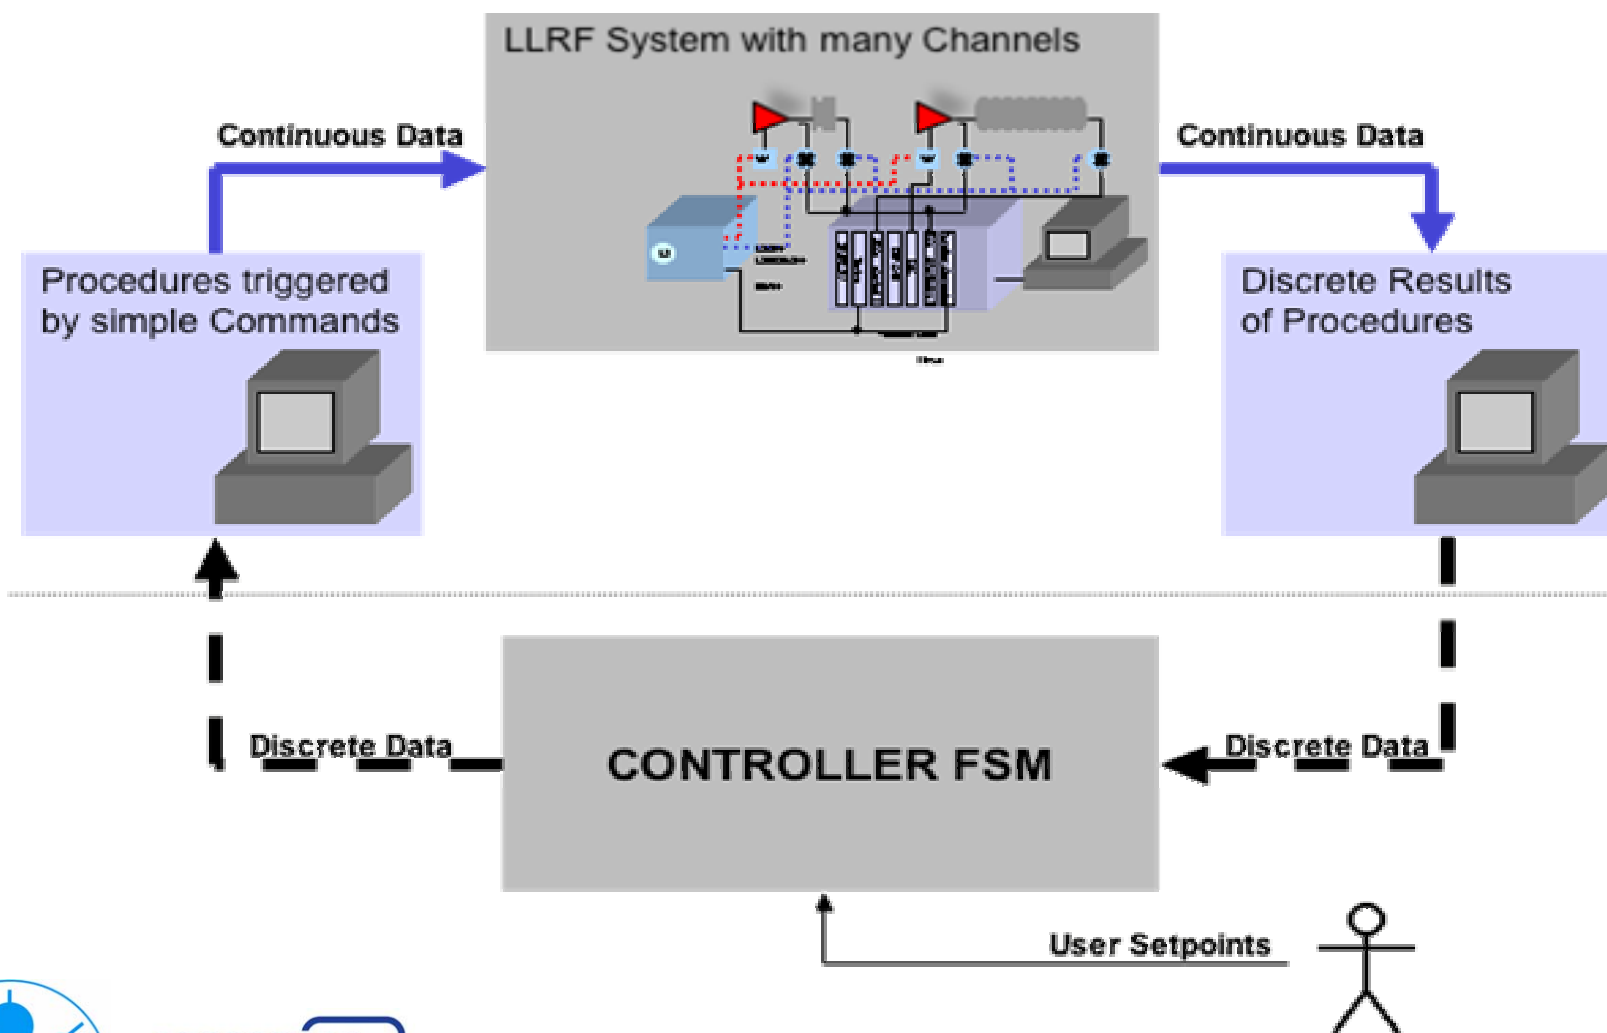 LLRF System with many Channels
Continuous Data
Continuous Data
Procedures triggered
by simple Commands
Discrete Results
of Procedures
Discrete Data
CONTROLLER FSM
Discrete Data
User Setpoints